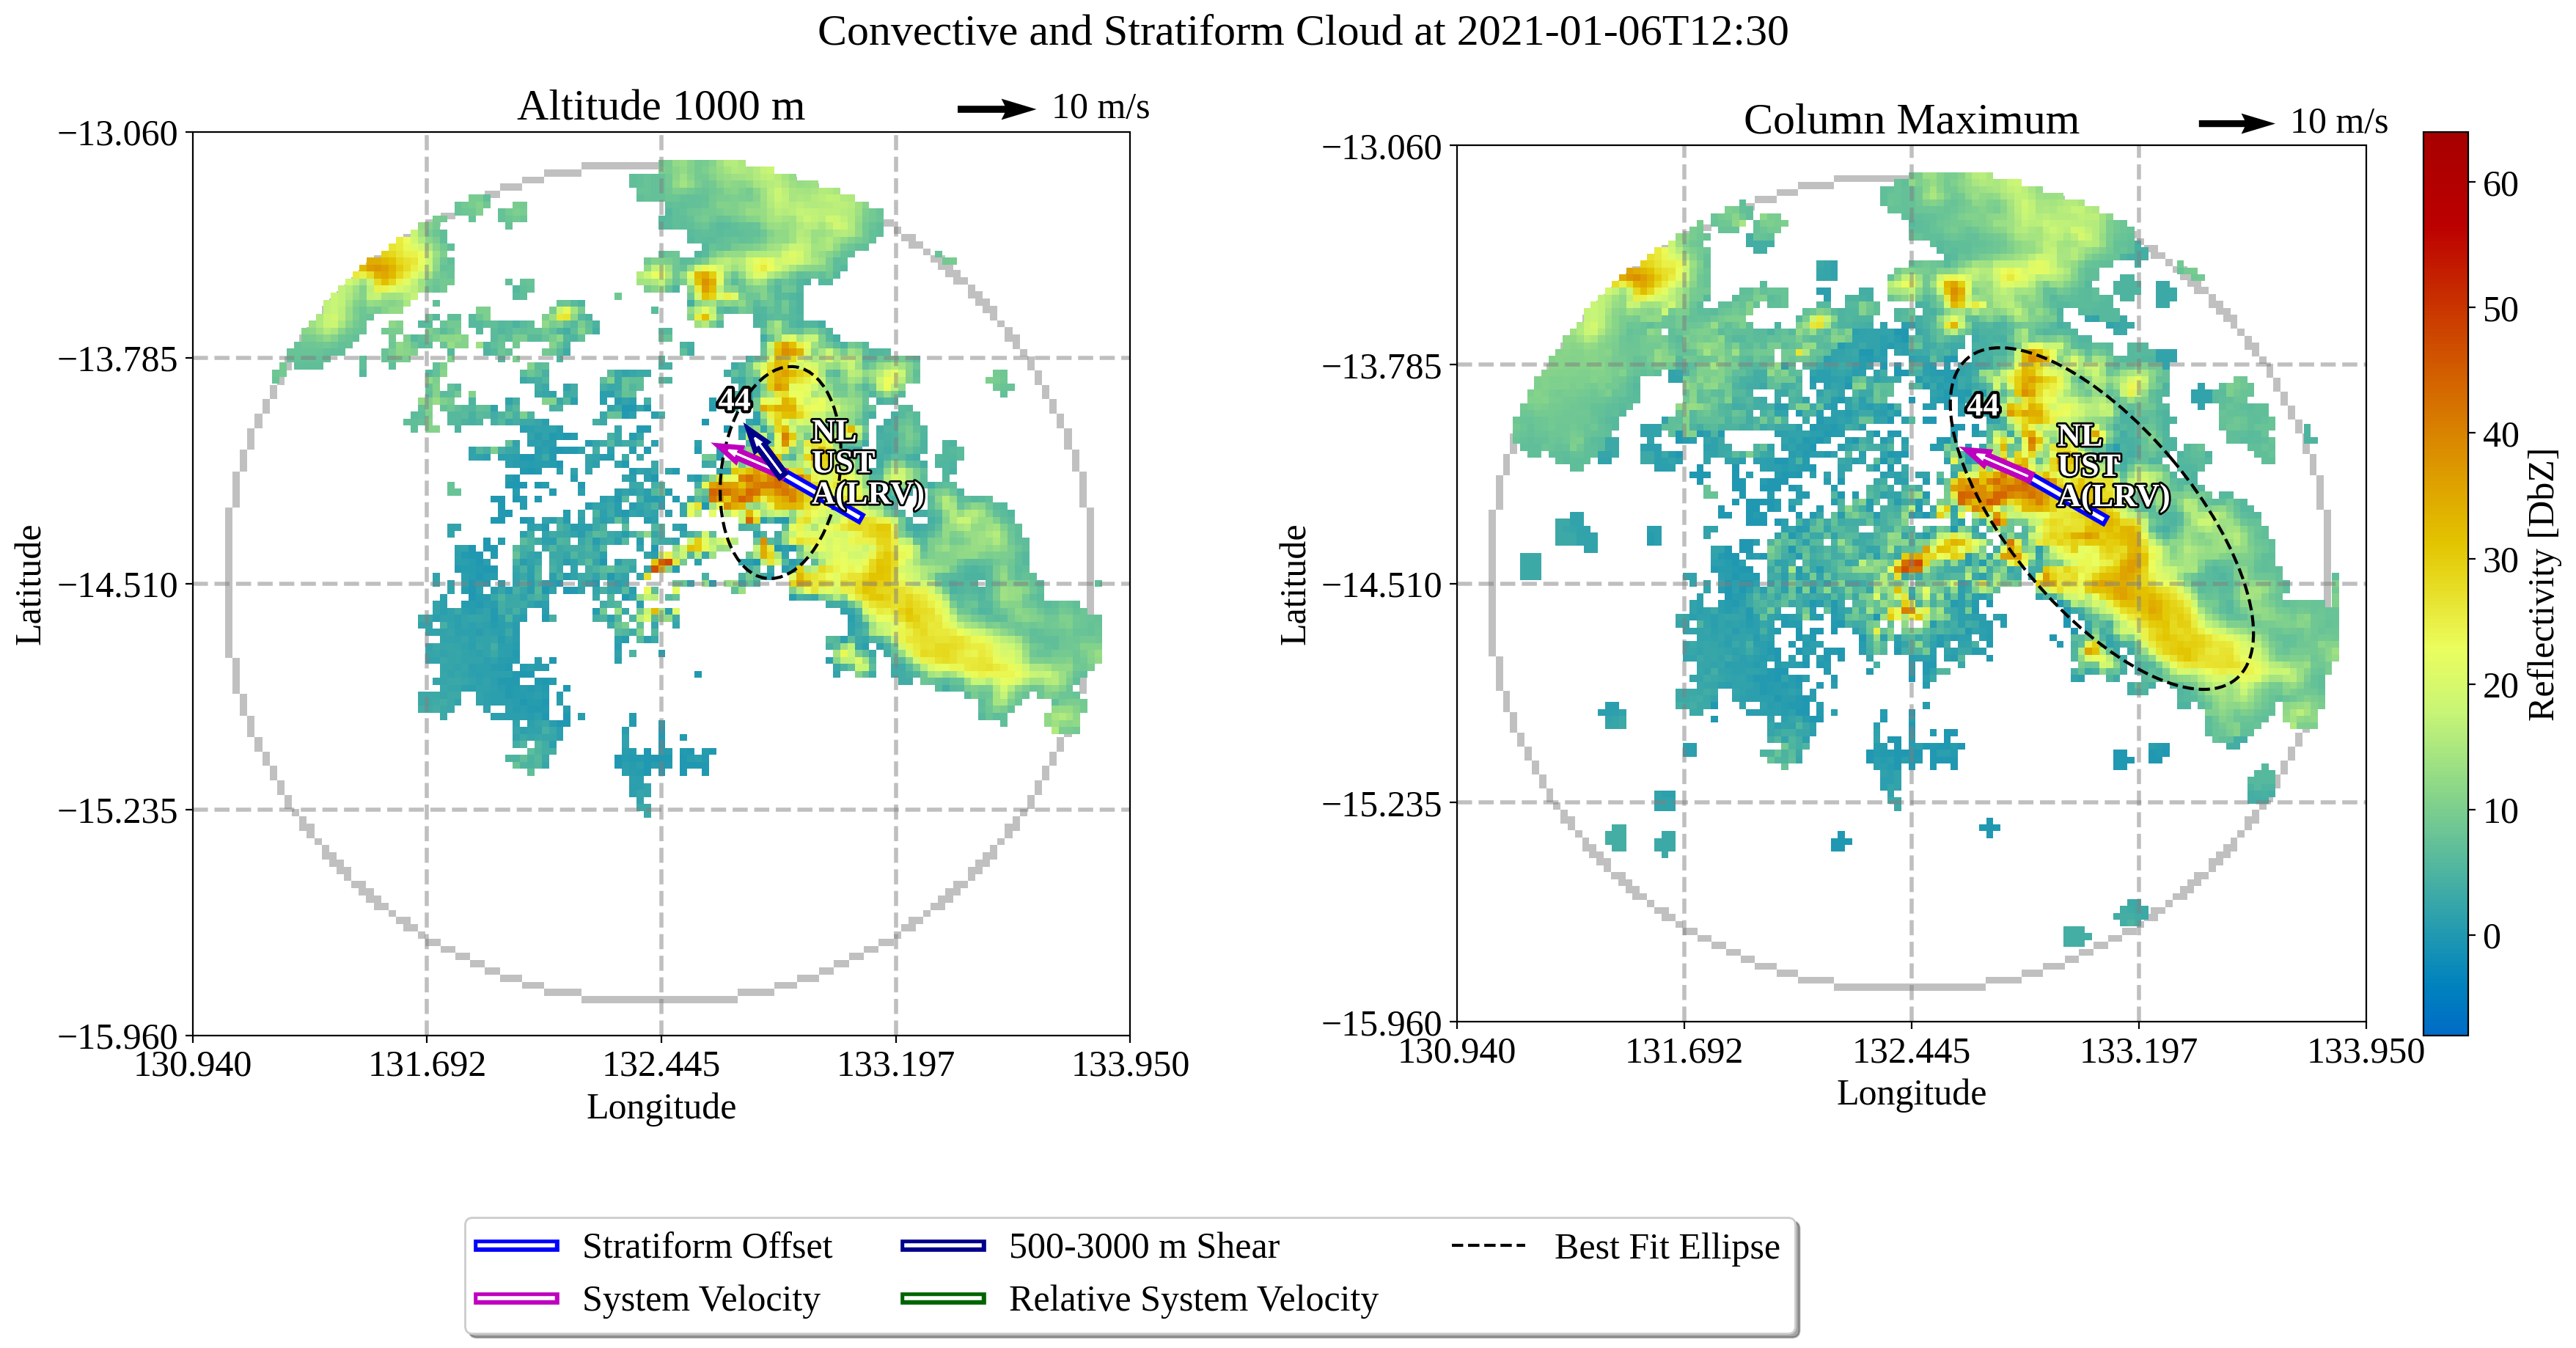 Convective and Stratiform Cloud at 2021-01-06T12:30
Altitude 1000 m
10 m/s
−13.060
−13.785
−14.510
−15.235
−15.960
130.940
131.692
132.445
133.197
133.950
Latitude
Longitude
44
NL
UST
A(LRV)
Column Maximum
10 m/s
−13.060
−13.785
−14.510
−15.235
−15.960
130.940
131.692
132.445
133.197
133.950
Latitude
Longitude
44
NL
UST
A(LRV)
60
50
40
30
20
10
0
Reflectivity [DbZ]
Stratiform Offset
System Velocity
500-3000 m Shear
Relative System Velocity
Best Fit Ellipse